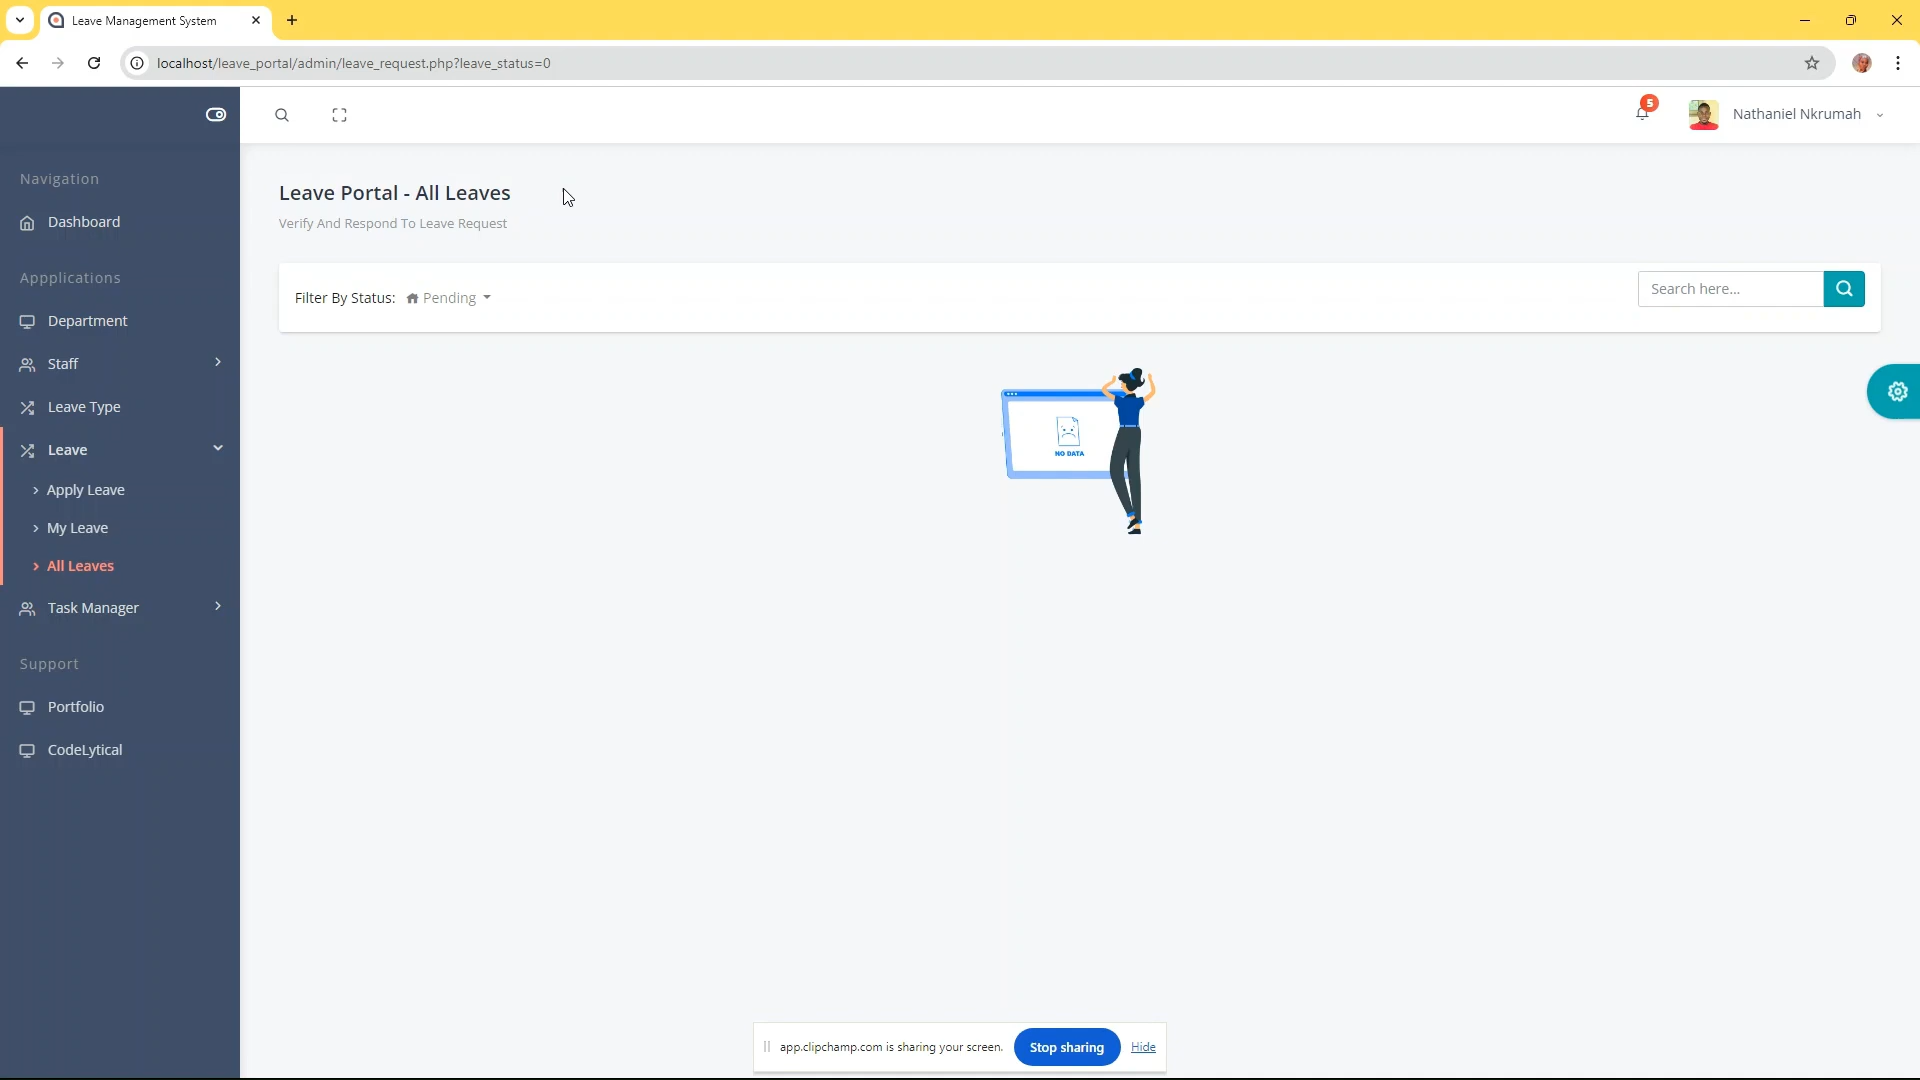 Leave Management System
localhost/leave_portal/admin/leave_request.php?leave_status=0
5
Nathaniel Nkrumah
Navigation
Dashboard
Appplications
Department
Staff
Leave Type
Leave
Apply Leave
My Leave
All Leaves
Task Manager
Support
Portfolio
CodeLytical
Leave Portal - All Leaves
Verify And Respond To Leave Request
Filter By Status: Pending
Search here...
NO DATA
app.clipchamp.com is sharing your screen. Stop sharing Hide